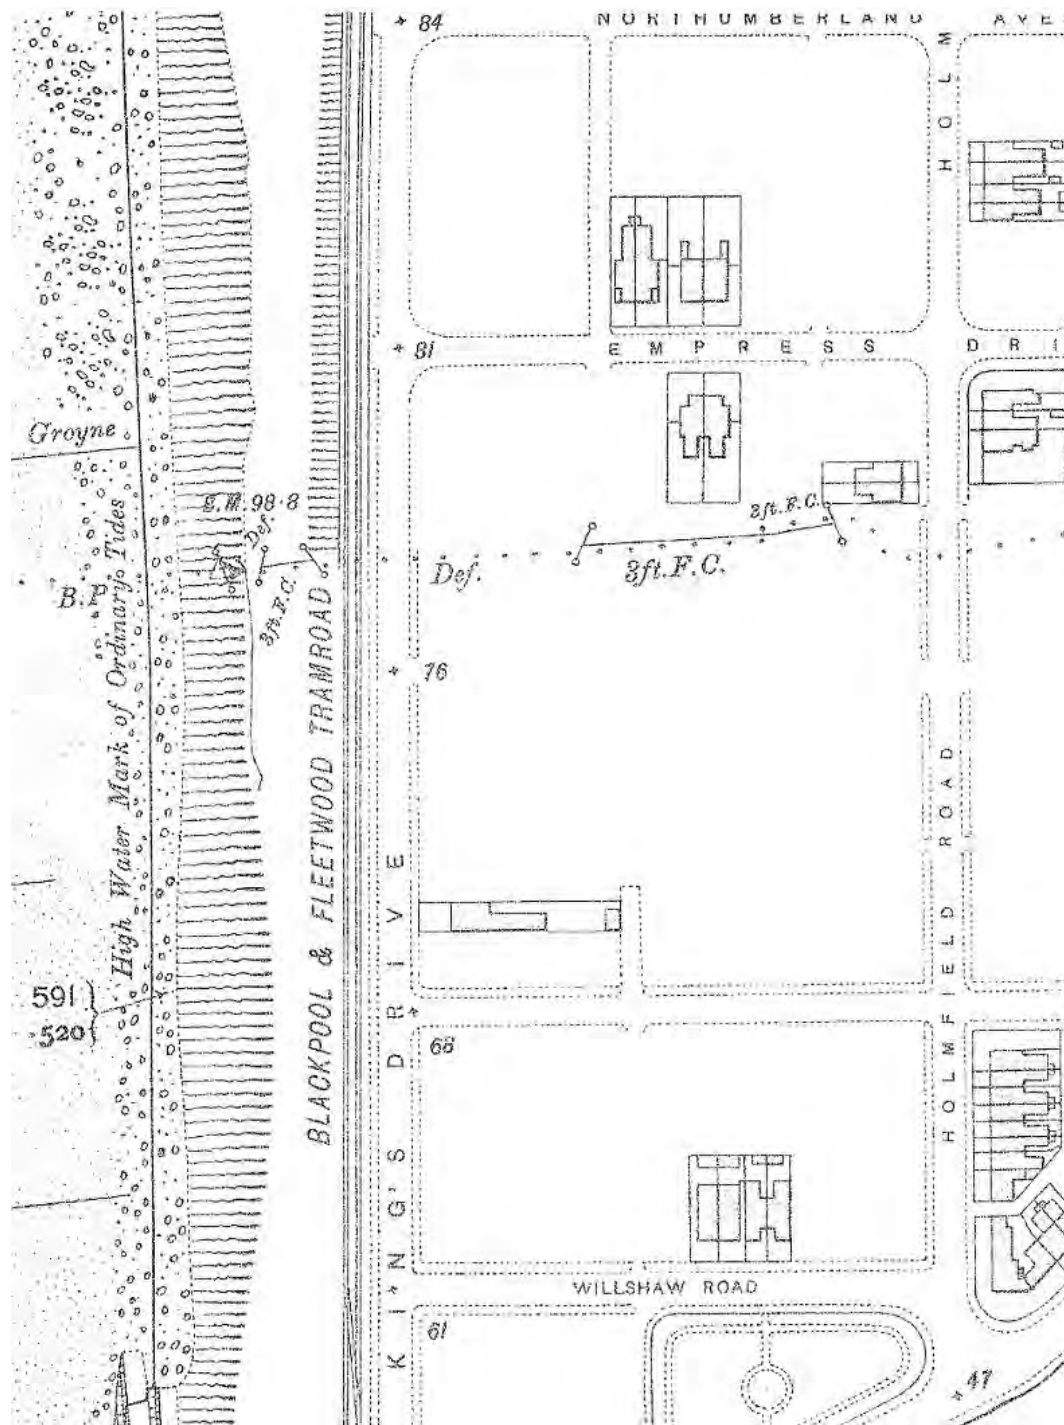 84
NORTHUMBERLAND AVE
HOLM
81
EMPRESS DRI
Groyne
B.M. 98·8
Def.
3ft. F.C.
3ft. F.C.
Def.
3ft. F.C.
B.
High Water Mark of Ordinary Tides
BLACKPOOL & FLEETWOOD TRAMROAD
76
KING'S DRIVE
HOLMFIELD ROAD
591
·520
68
WILLSHAW ROAD
61
47